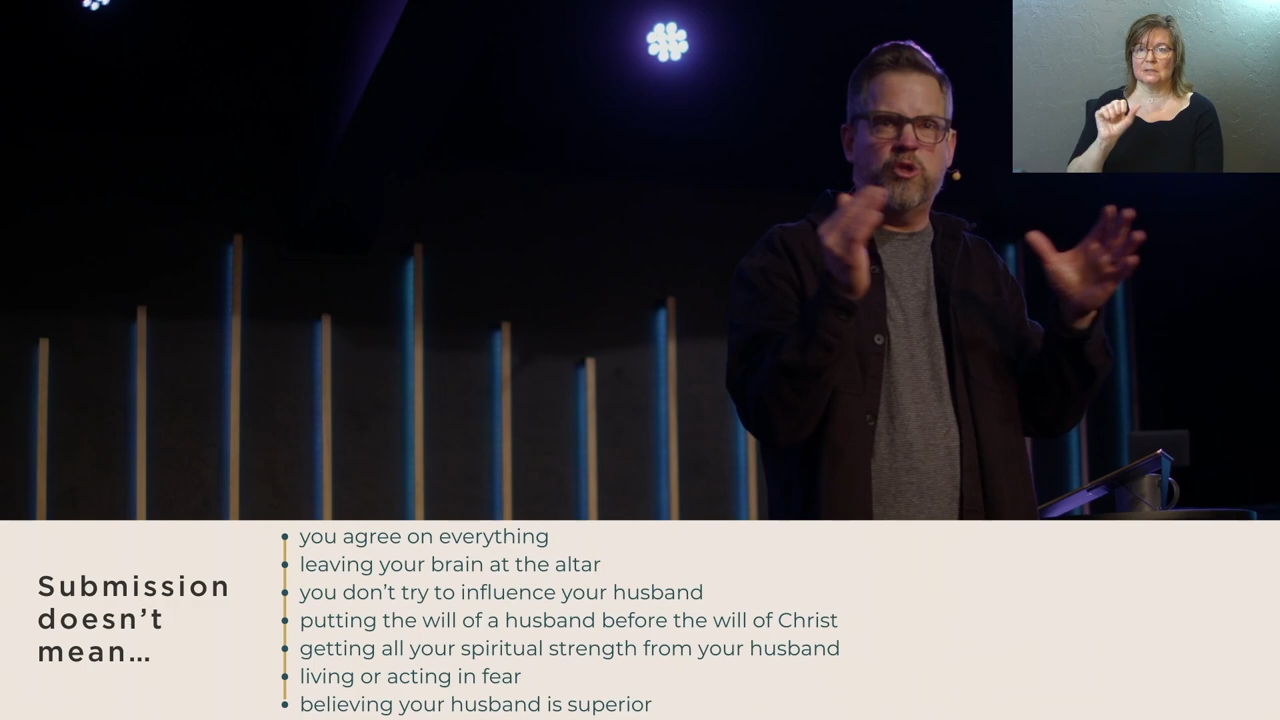 Submission
doesn’t
mean…
you agree on everything
leaving your brain at the altar
you don’t try to influence your husband
putting the will of a husband before the will of Christ
getting all your spiritual strength from your husband
living or acting in fear
believing your husband is superior